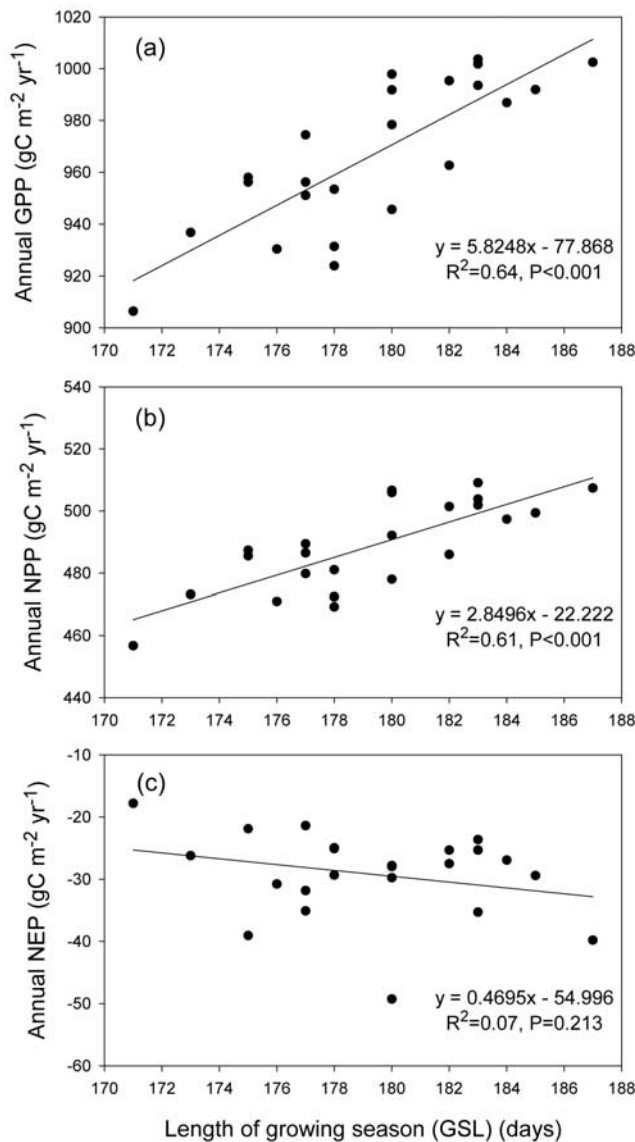 1020
1000
980
960
940
920
900
Annual GPP (gC m⁻² yr⁻¹)
(a)
y = 5.8248x - 77.868
R²=0.64, P<0.001
170 172 174 176 178 180 182 184 186 188
540
520
500
480
460
440
Annual NPP (gC m⁻² yr⁻¹)
(b)
y = 2.8496x - 22.222
R²=0.61, P<0.001
170 172 174 176 178 180 182 184 186 188
-10
-20
-30
-40
-50
-60
Annual NEP (gC m⁻² yr⁻¹)
(c)
y = 0.4695x - 54.996
R²=0.07, P=0.213
170 172 174 176 178 180 182 184 186 188
Length of growing season (GSL) (days)